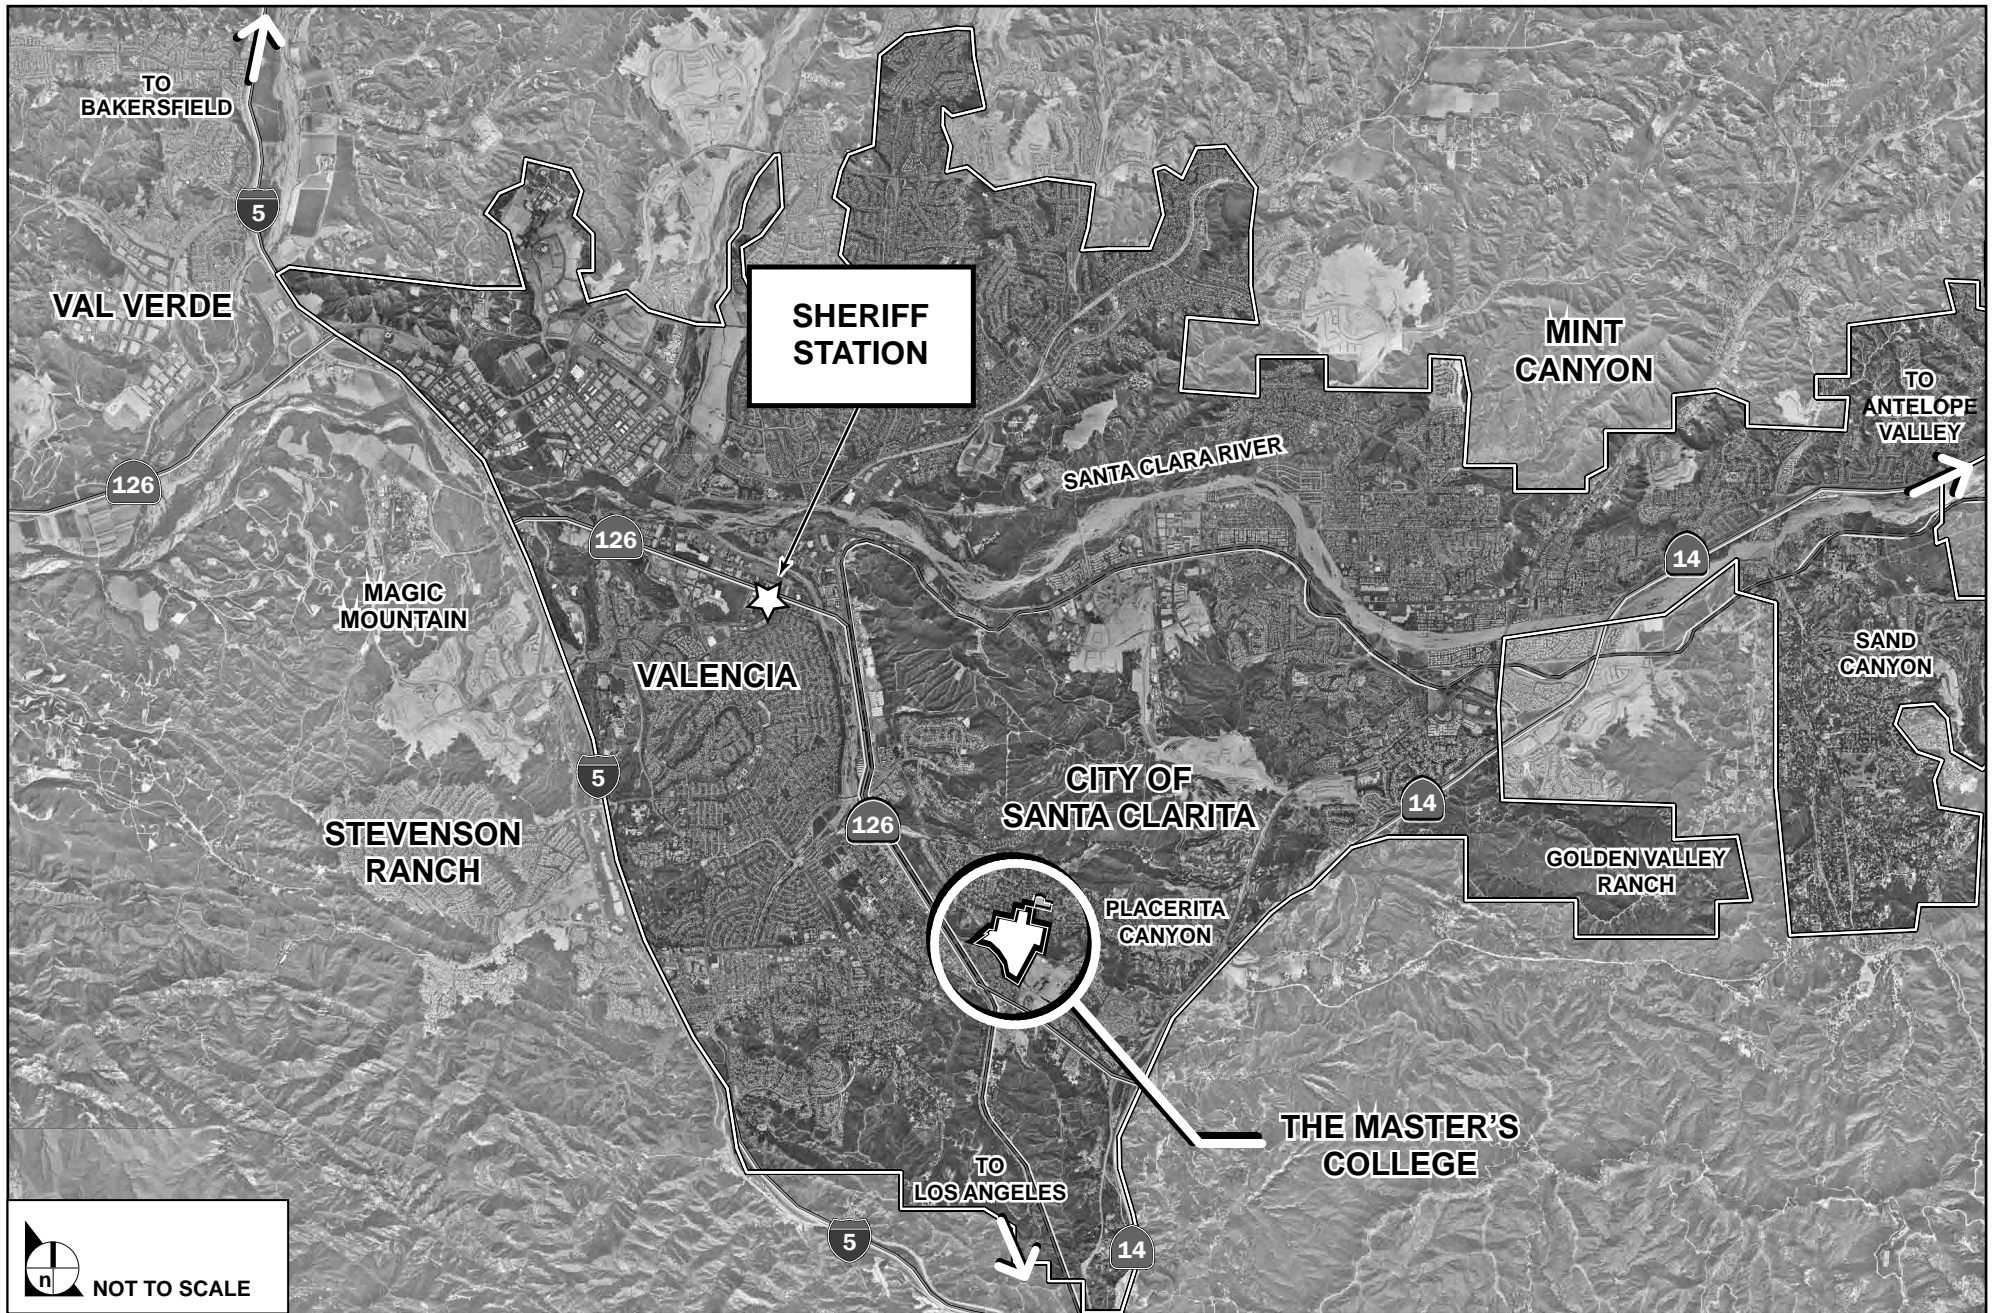 TO
BAKERSFIELD
5
VAL VERDE
SHERIFF
STATION
MINT
CANYON
TO
ANTELOPE
VALLEY
SANTA CLARA RIVER
126
126
14
MAGIC
MOUNTAIN
SAND
CANYON
VALENCIA
5
CITY OF
SANTA CLARITA
14
126
STEVENSON
RANCH
GOLDEN VALLEY
RANCH
PLACERITA
CANYON
THE MASTER'S
COLLEGE
TO
LOS ANGELES
5
14
n
NOT TO SCALE